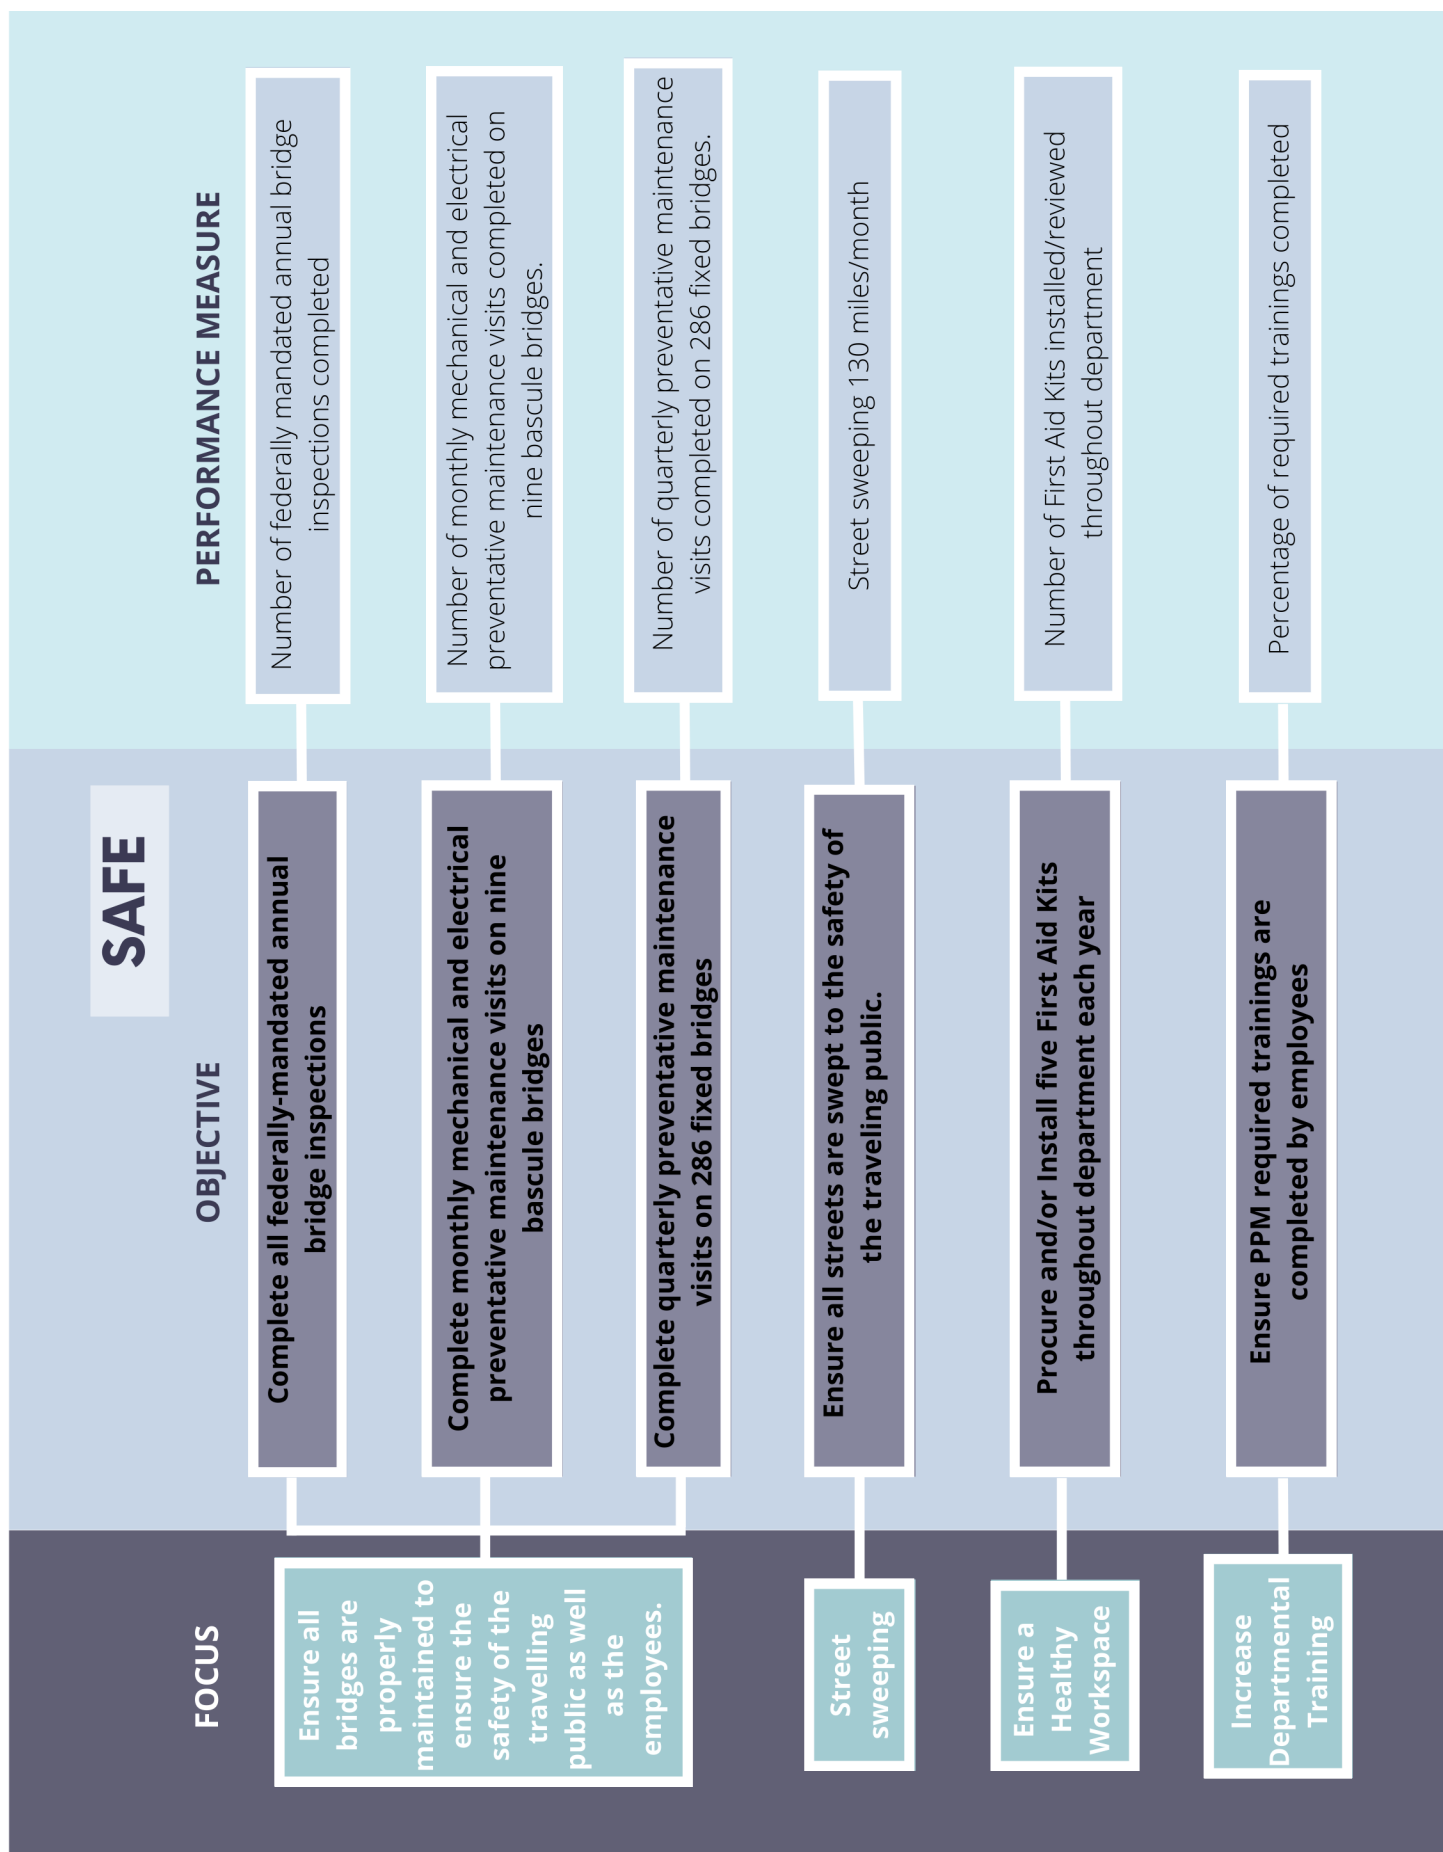 SAFE
FOCUS
OBJECTIVE
PERFORMANCE MEASURE
Ensure all
bridges are
properly
maintained to
ensure the
safety of the
travelling
public as well
as the
employees.
Complete all federally-mandated annual
bridge inspections
Number of federally mandated annual bridge
inspections completed
Complete monthly mechanical and electrical
preventative maintenance visits on nine
bascule bridges
Number of monthly mechanical and electrical
preventative maintenance visits completed on
nine bascule bridges.
Complete quarterly preventative maintenance
visits on 286 fixed bridges
Number of quarterly preventative maintenance
visits completed on 286 fixed bridges.
Street
sweeping
Ensure all streets are swept to the safety of
the traveling public.
Street sweeping 130 miles/month
Ensure a
Healthy
Workspace
Procure and/or Install five First Aid Kits
throughout department each year
Number of First Aid Kits installed/reviewed
throughout department
Increase
Departmental
Training
Ensure PPM required trainings are
completed by employees
Percentage of required trainings completed